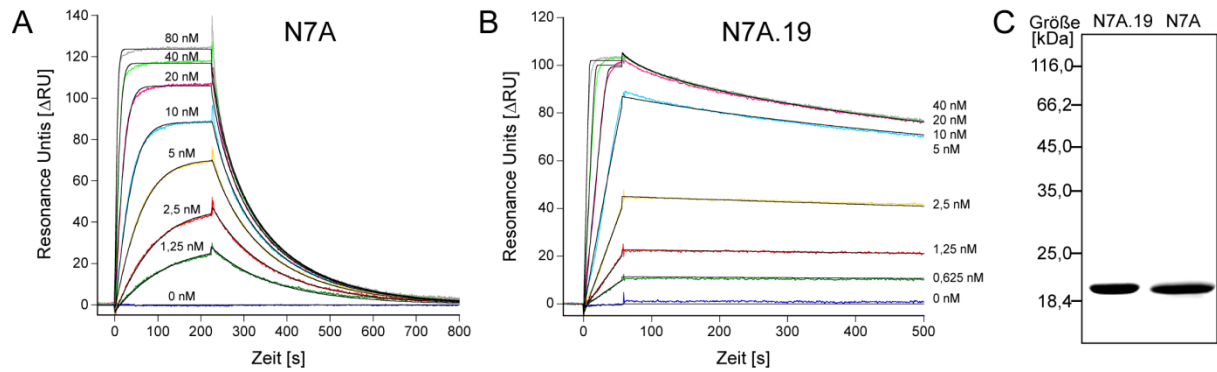 A
N7A
Resonance Untis [ΔRU]
140
120
100
80
60
40
20
0
80 nM
40 nM
20 nM
10 nM
5 nM
2,5 nM
1,25 nM
0 nM
0 100 200 300 400 500 600 700 800
Zeit [s]
B
N7A.19
Resonance Units [ΔRU]
120
100
80
60
40
20
0
40 nM
20 nM
10 nM
5 nM
2,5 nM
1,25 nM
0,625 nM
0 nM
0 100 200 300 400 500
Zeit [s]
C
Größe
[kDa]
N7A.19 N7A
116,0
66,2
45,0
35,0
25,0
18,4